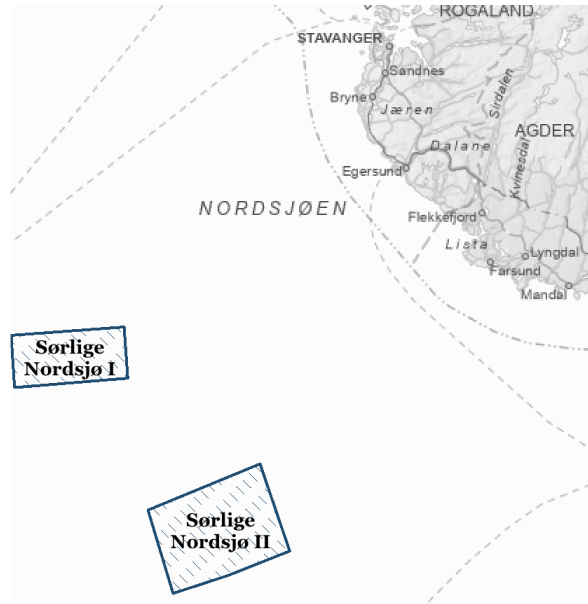 ROGALAND
STAVANGER
Sandnes
Bryne
Jæren
Sirdalen
AGDER
Dalane
Egersund
Kvinesdal
NORDSJØEN
Flekkefjord
Lista
Lyngdal
Farsund
Mandal
Sørlige
Nordsjø I
Sørlige
Nordsjø II